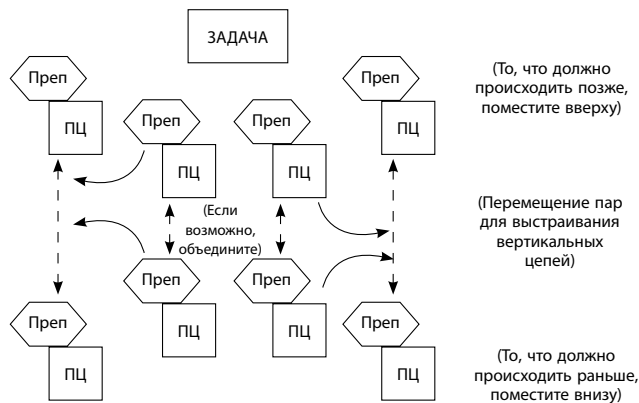 ЗАДАЧА
Преп
ПЦ
Преп
ПЦ
Преп
ПЦ
Преп
ПЦ
(То, что должно
происходить позже,
поместите вверху)
(Если
возможно,
объедините)
(Перемещение пар
для выстраивания
вертикальных
цепей)
Преп
ПЦ
Преп
ПЦ
Преп
ПЦ
Преп
ПЦ
(То, что должно
происходить раньше,
поместите внизу)